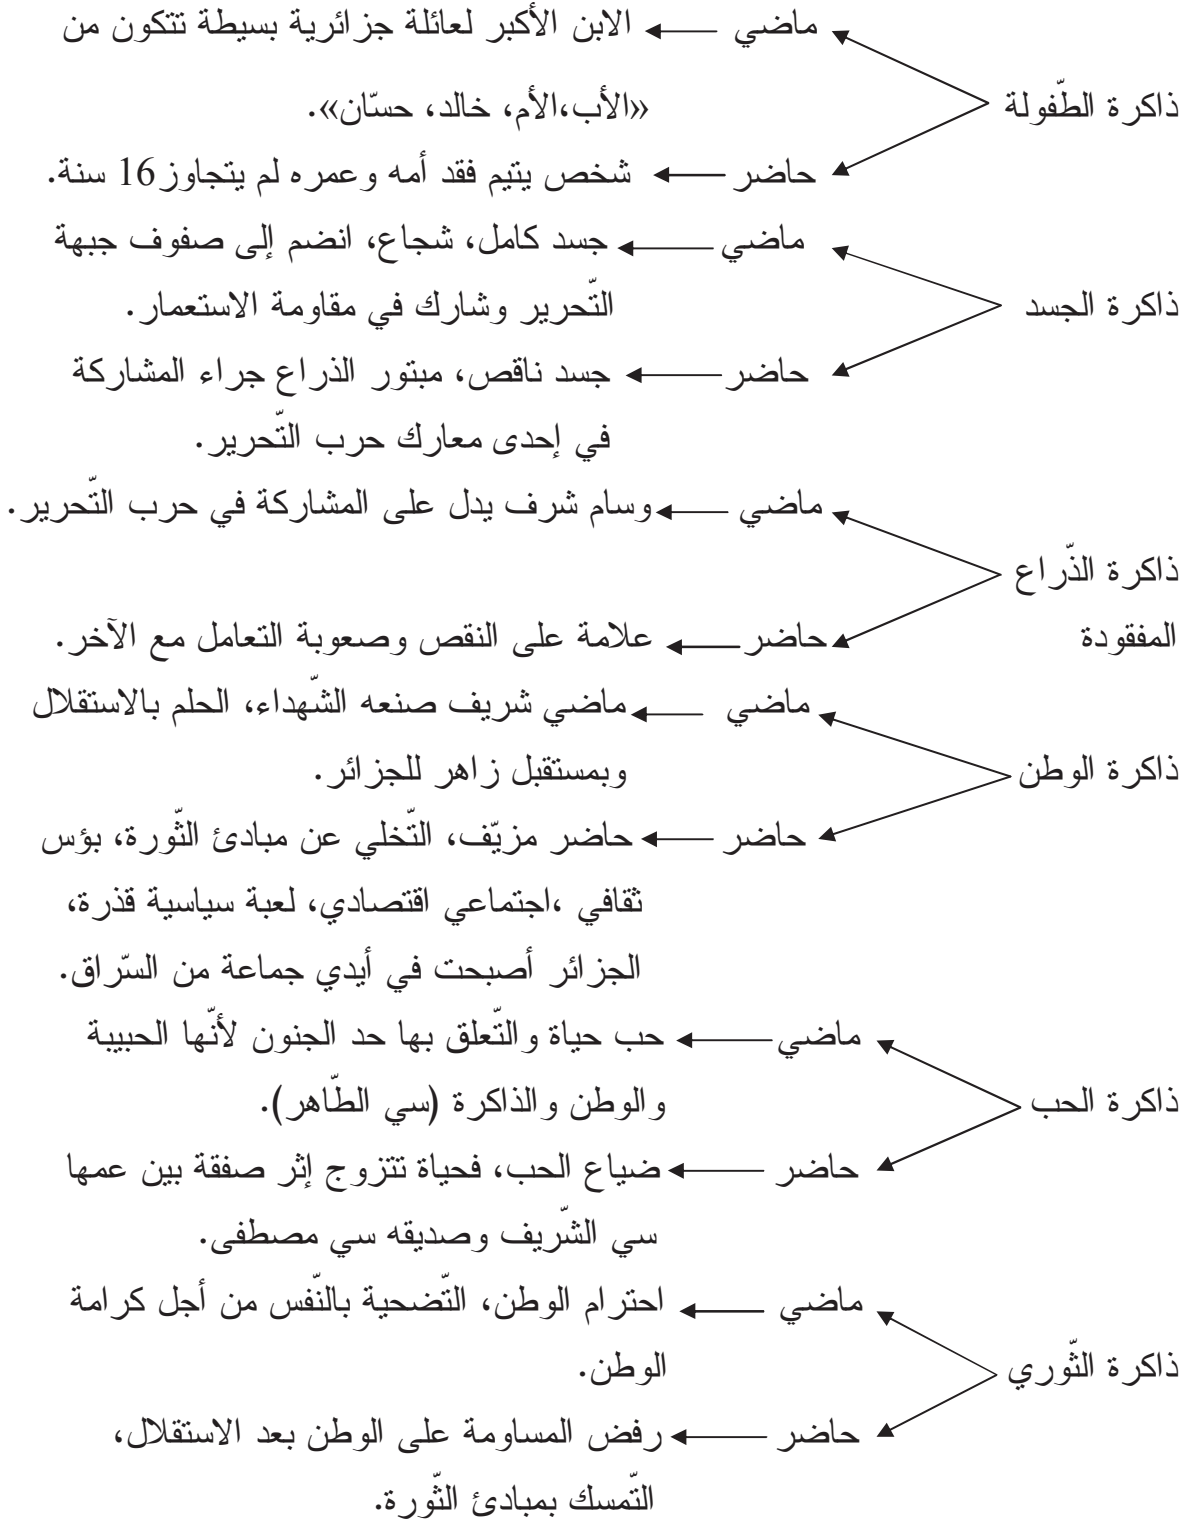 ماضي الابن الأكبر لعائلة جزائرية بسيطة تتكون من
ذاكرة الطّفولة «الأب،الأم، خالد، حسّان».
حاضر شخص يتيم فقد أمه وعمره لم يتجاوز 16 سنة.
ماضي جسد كامل، شجاع، انضم إلى صفوف جبهة
ذاكرة الجسد التّحرير وشارك في مقاومة الاستعمار.
حاضر جسد ناقص، مبتور الذراع جراء المشاركة
في إحدى معارك حرب التّحرير.
ماضي وسام شرف يدل على المشاركة في حرب التّحرير.
ذاكرة الذّراع
المفقودة حاضر علامة على النقص وصعوبة التعامل مع الآخر.
ماضي ماضي شريف صنعه الشّهداء، الحلم بالاستقلال
ذاكرة الوطن وبمستقبل زاهر للجزائر.
حاضر حاضر مزيّف، التّخلي عن مبادئ الثّورة، بؤس
ثقافي ،اجتماعي اقتصادي، لعبة سياسية قذرة،
الجزائر أصبحت في أيدي جماعة من السّراق.
ماضي حب حياة والتّعلق بها حد الجنون لأنّها الحبيبة
ذاكرة الحب والوطن والذاكرة (سي الطّاهر).
حاضر ضياع الحب، فحياة تتزوج إثر صفقة بين عمها
سي الشّريف وصديقه سي مصطفى.
ماضي احترام الوطن، التّضحية بالنّفس من أجل كرامة
ذاكرة الثّوري الوطن.
حاضر رفض المساومة على الوطن بعد الاستقلال،
التّمسك بمبادئ الثّورة.